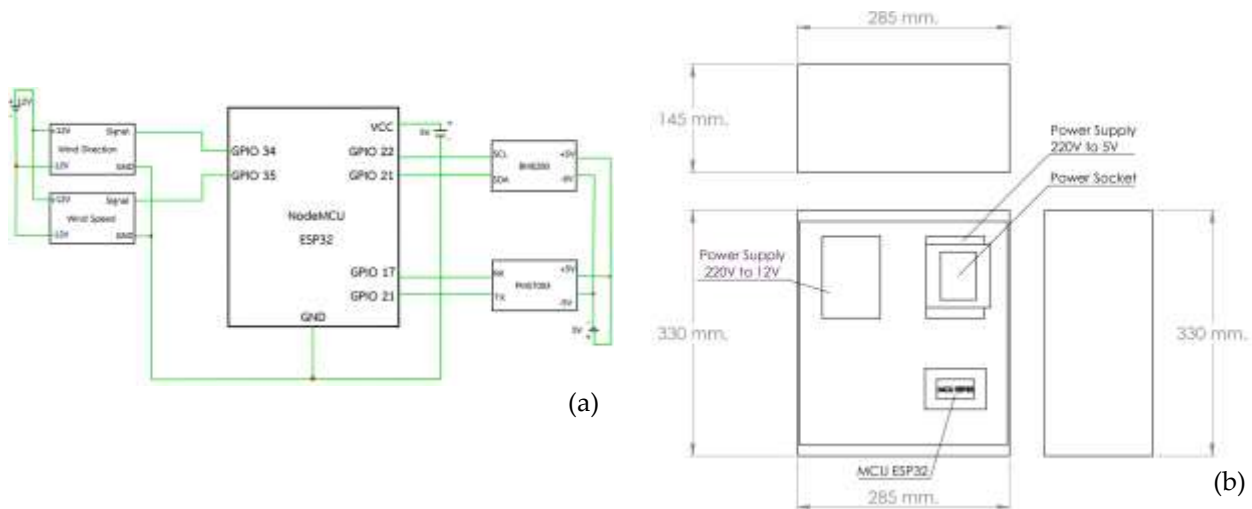 12V
+12V
Signal
Wind Direction
-12V
GND
+12V
Signal
Wind Speed
-12V
GND
VCC
GPIO 34
GPIO 22
GPIO 35
GPIO 21
NodeMCU
ESP32
GPIO 17
GPIO 21
GND
5V
SCL
+5V
SDA
-5V
RX
+5V
PMS7003
TX
-5V
5V
(a)
285 mm.
145 mm.
Power Supply
220V to 5V
Power Socket
Power Supply
220V to 12V
330 mm.
330 mm.
MCU ESP32
MCU ESP32
285 mm.
(b)